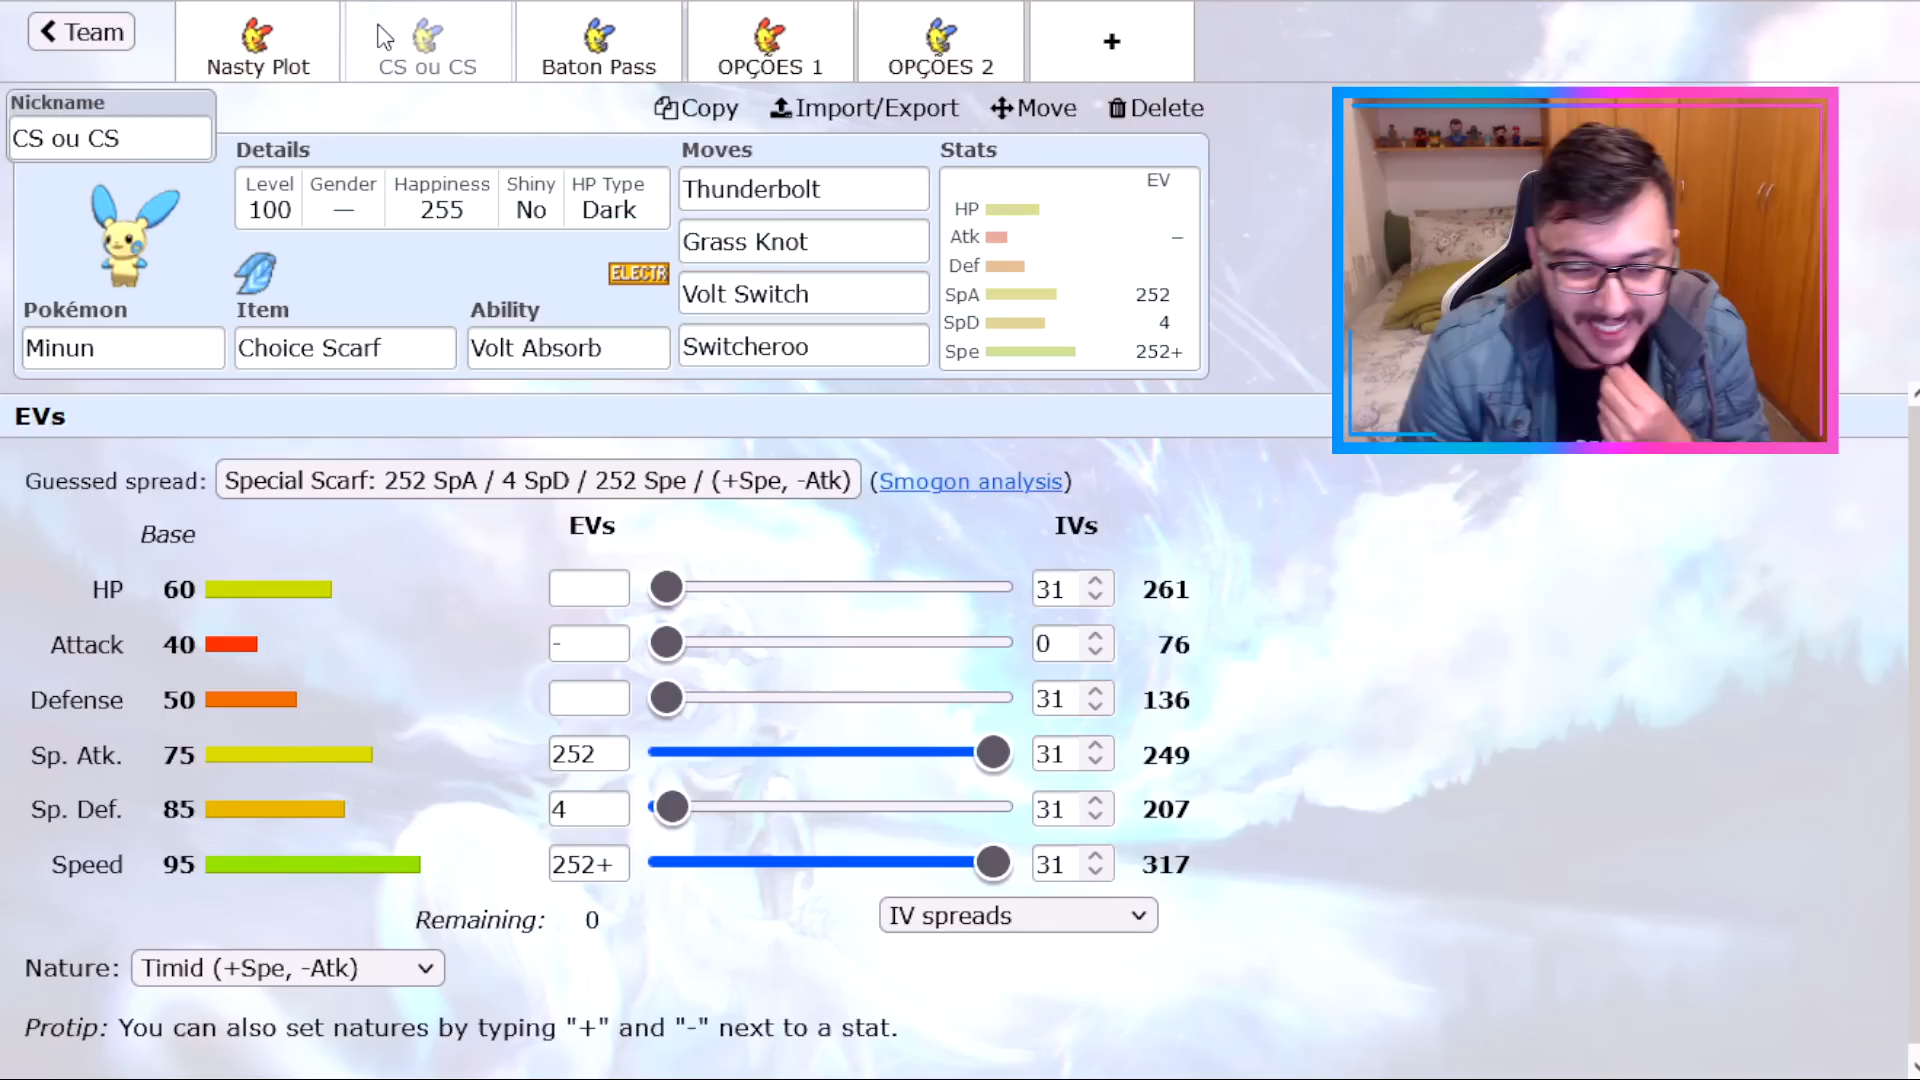 Team
Nasty Plot
CS ou CS
Baton Pass
OPÇÕES 1
OPÇÕES 2
+
Nickname
CS ou CS
Copy
Import/Export
Move
Delete
Details
Level
100
Gender
—
Happiness
255
Shiny
No
HP Type
Dark
ELECTR
Pokémon
Minun
Item
Choice Scarf
Ability
Volt Absorb
Moves
Thunderbolt
Grass Knot
Volt Switch
Switcheroo
Stats
EV
HP
Atk –
Def
SpA 252
SpD 4
Spe 252+
EVs
Guessed spread: Special Scarf: 252 SpA / 4 SpD / 252 Spe / (+Spe, -Atk) (Smogon analysis)
Base EVs IVs
HP 60 31 261
Attack 40 - 0 76
Defense 50 31 136
Sp. Atk. 75 252 31 249
Sp. Def. 85 4 31 207
Speed 95 252+ 31 317
Remaining: 0 IV spreads
Nature: Timid (+Spe, -Atk)
Protip: You can also set natures by typing "+" and "-" next to a stat.